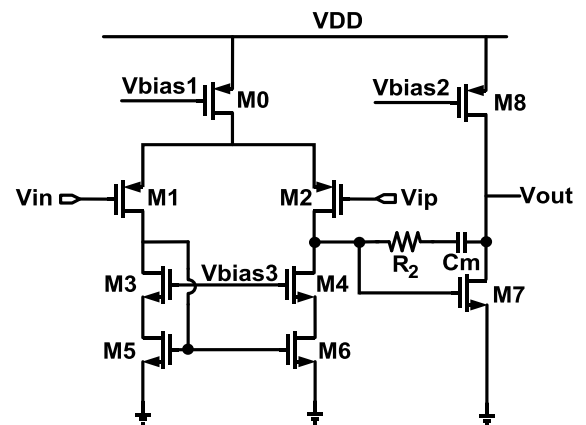 VDD
Vbias1
M0
Vbias2
M8
Vin
M1
M2
Vip
Vout
M3
Vbias3
M4
R2
Cm
M7
M5
M6